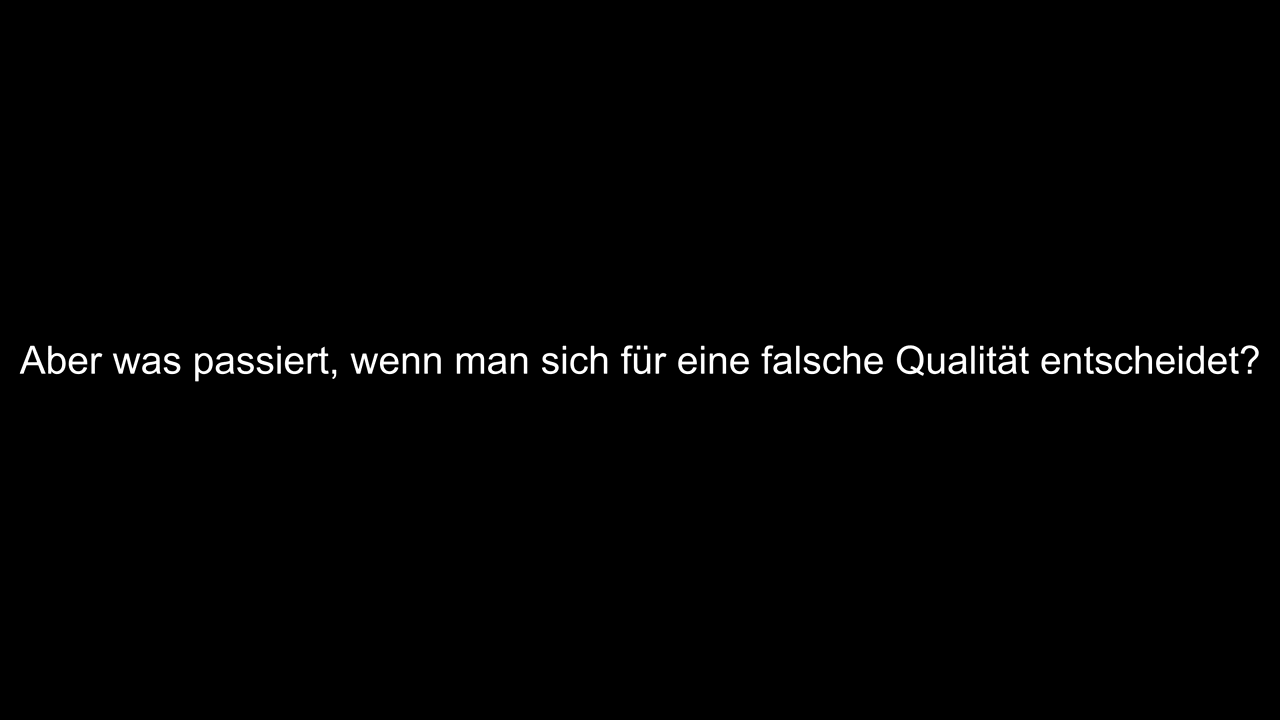 Aber was passiert, wenn man sich für eine falsche Qualität entscheidet?